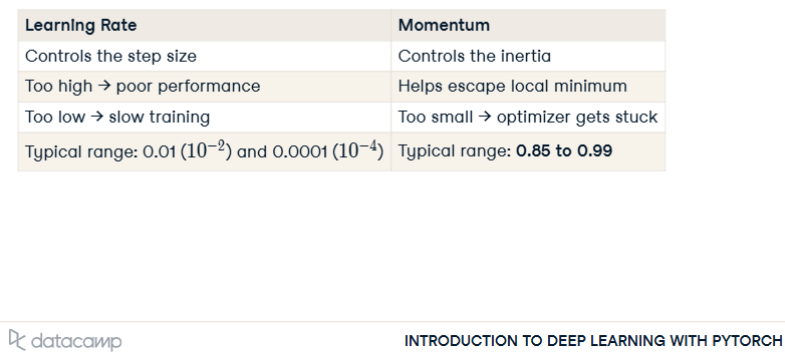 Learning Rate Momentum
Controls the step size Controls the inertia
Too high → poor performance Helps escape local minimum
Too low → slow training Too small → optimizer gets stuck
Typical range: 0.01 (10⁻²) and 0.0001 (10⁻⁴) Typical range: 0.85 to 0.99
datacamp INTRODUCTION TO DEEP LEARNING WITH PYTORCH